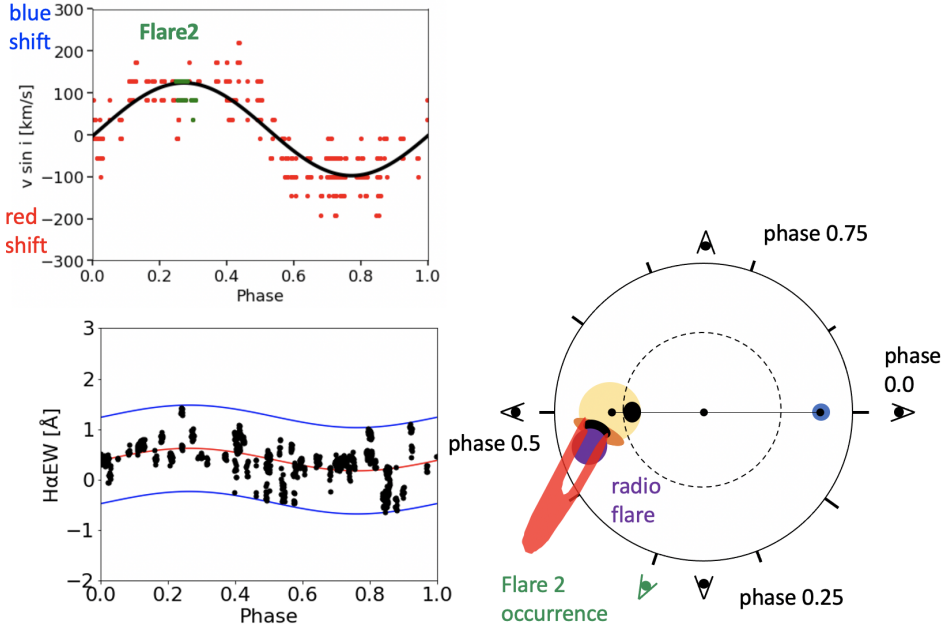 blue
shift
300
Flare2
200
100
0
−100
−200
−300
v sin i [km/s]
red
shift
0.0 0.2 0.4 0.6 0.8 1.0
Phase
3
2
1
0
−1
−2
HαEW [Å]
0.0 0.2 0.4 0.6 0.8 1.0
Phase
phase 0.75
phase
0.0
phase 0.5
radio
flare
Flare 2
occurrence
phase 0.25